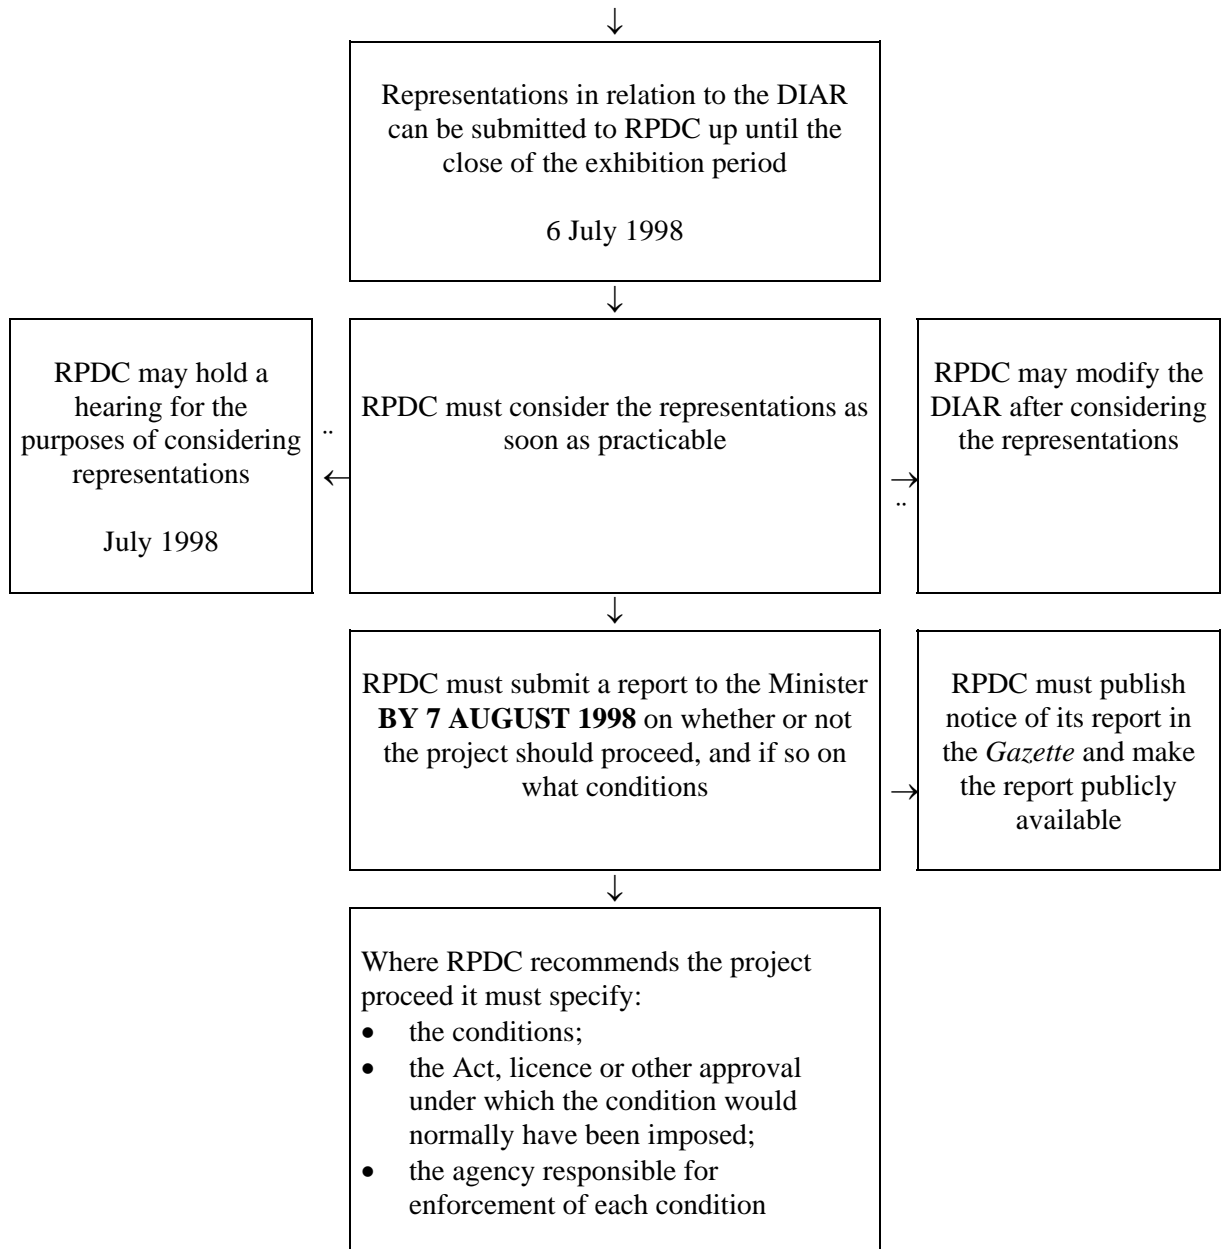 ↓
Representations in relation to the DIAR
can be submitted to RPDC up until the
close of the exhibition period
6 July 1998
↓
RPDC may hold a
hearing for the
purposes of considering
representations
July 1998
¨
←
RPDC must consider the representations as
soon as practicable
→
¨
RPDC may modify the
DIAR after considering
the representations
↓
RPDC must submit a report to the Minister
BY 7 AUGUST 1998 on whether or not
the project should proceed, and if so on
what conditions
→
RPDC must publish
notice of its report in
the Gazette and make
the report publicly
available
↓
Where RPDC recommends the project
proceed it must specify:
• the conditions;
• the Act, licence or other approval
under which the condition would
normally have been imposed;
• the agency responsible for
enforcement of each condition